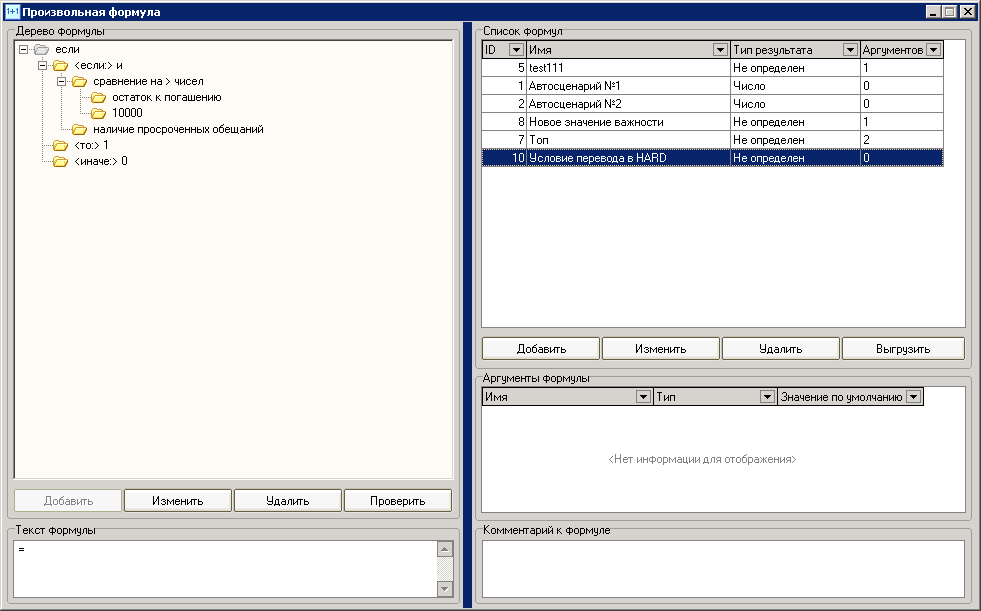 1+1 Произвольная формула
Дерево формулы
если
<если:> и
сравнение на > чисел
остаток к погашению
10000
наличие просроченных обещаний
<то:> 1
<иначе:> 0
Добавить Изменить Удалить Проверить
Текст формулы
=
Список формул
ID Имя Тип результата Аргументов
5 test111 Не определен 1
1 Автосценарий №1 Число 0
2 Автосценарий №2 Число 0
8 Новое значение важности Не определен 1
7 Топ Не определен 2
10 Условие перевода в HARD Не определен 0
Добавить Изменить Удалить Выгрузить
Аргументы формулы
Имя Тип Значение по умолчанию
<Нет информации для отображения>
Комментарий к формуле